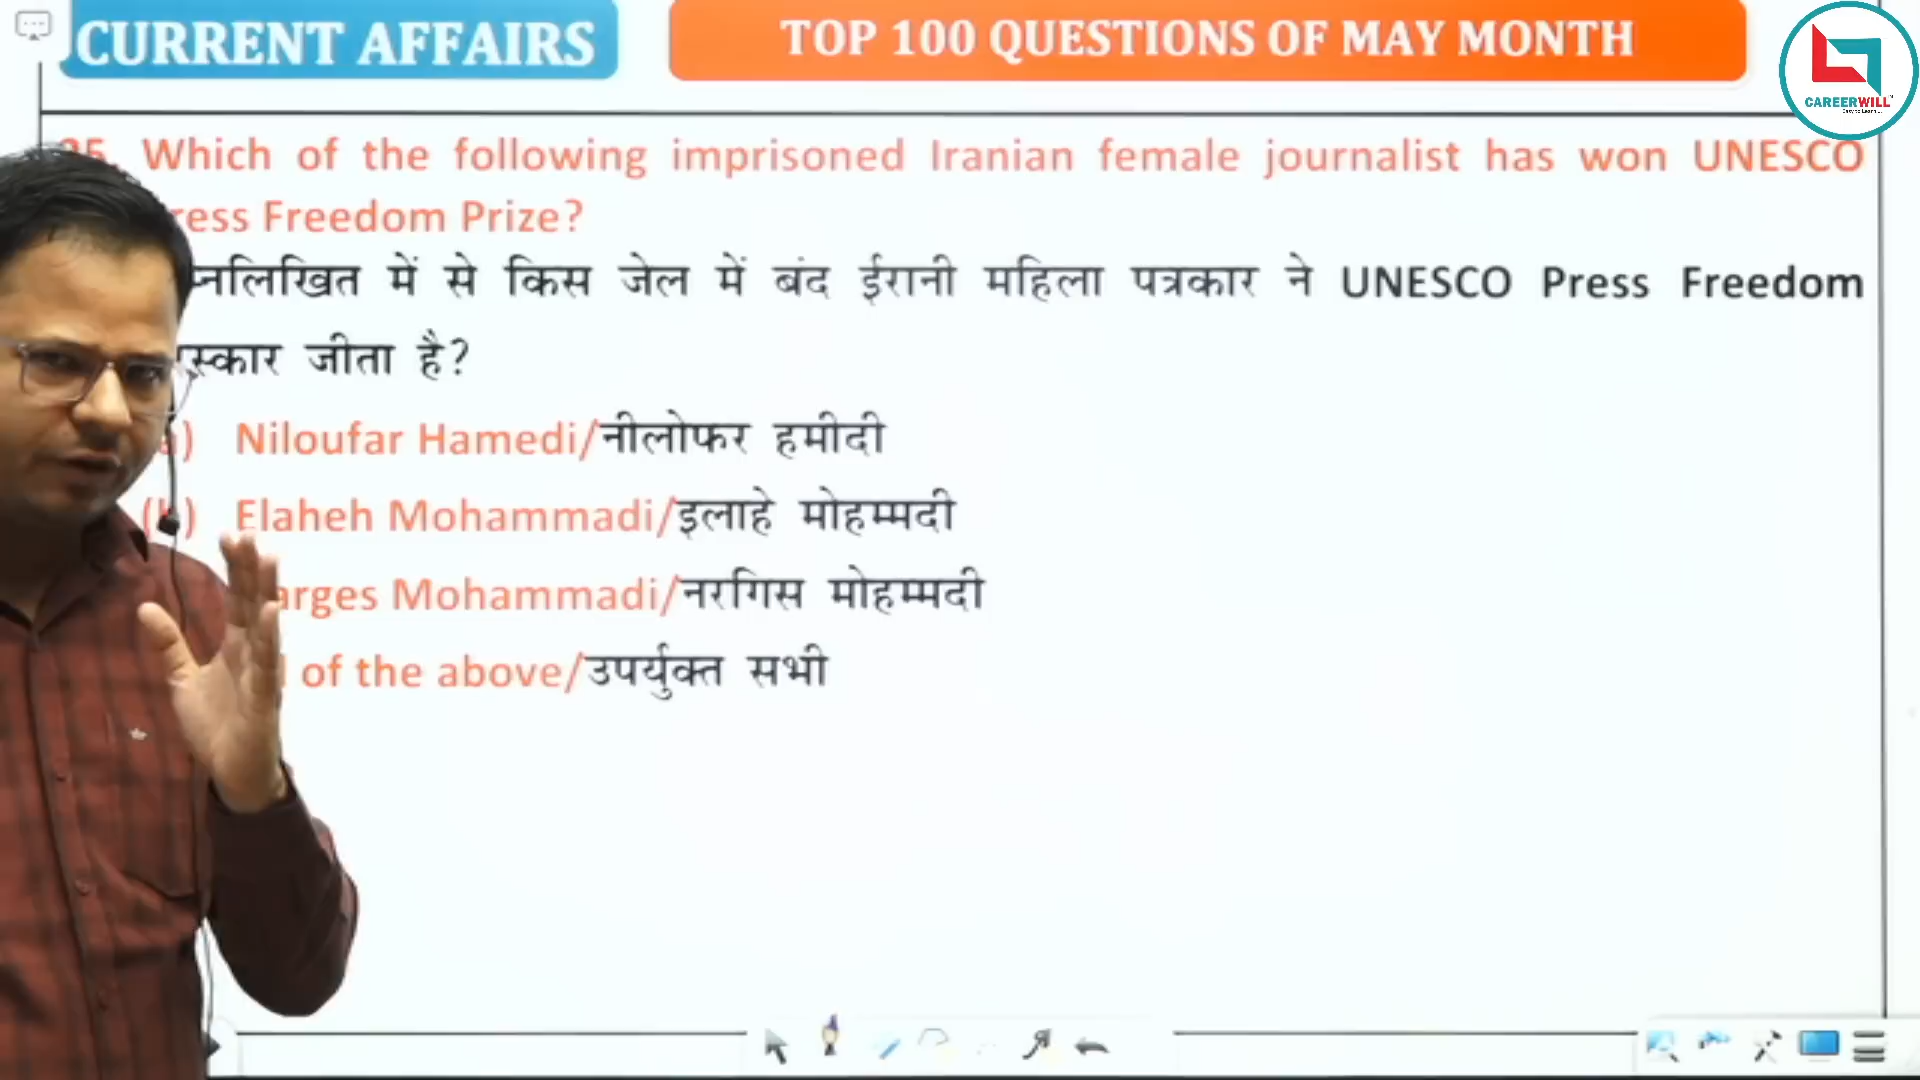 CURRENT AFFAIRS
TOP 100 QUESTIONS OF MAY MONTH
CAREERWILL
Which of the following imprisoned Iranian female journalist has won UNESCO
ress Freedom Prize?
नलिखित में से किस जेल में बंद ईरानी महिला पत्रकार ने UNESCO Press Freedom
स्कार जीता है?
) Niloufar Hamedi/नीलोफर हमीदी
( ) Elaheh Mohammadi/इलाहे मोहम्मदी
arges Mohammadi/नरगिस मोहम्मदी
of the above/उपर्युक्त सभी